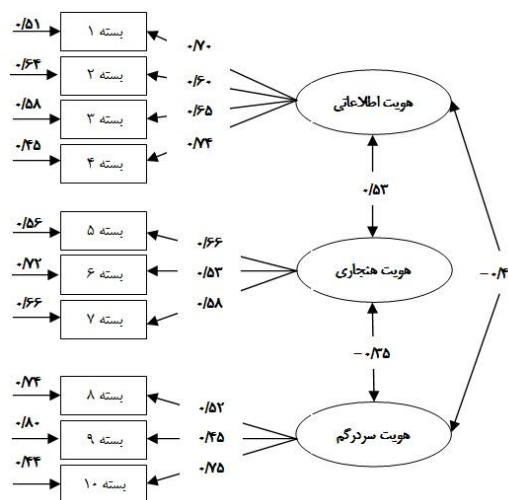 ۰/۵۱ بسته ۱ ۰/۷۰
۰/۶۴ بسته ۲ ۰/۶۰ هویت اطلاعاتی
۰/۵۸ بسته ۳ ۰/۶۵
۰/۴۵ بسته ۴ ۰/۷۴
۰/۵۳
۰/۵۶ بسته ۵ ۰/۶۶
۰/۷۲ بسته ۶ ۰/۵۳ هویت هنجاری
۰/۶۶ بسته ۷ ۰/۵۸
−۰/۳۵
۰/۷۴ بسته ۸ ۰/۵۲
۰/۸۰ بسته ۹ ۰/۴۵ هویت سردرگم
۰/۴۴ بسته ۱۰ ۰/۷۵